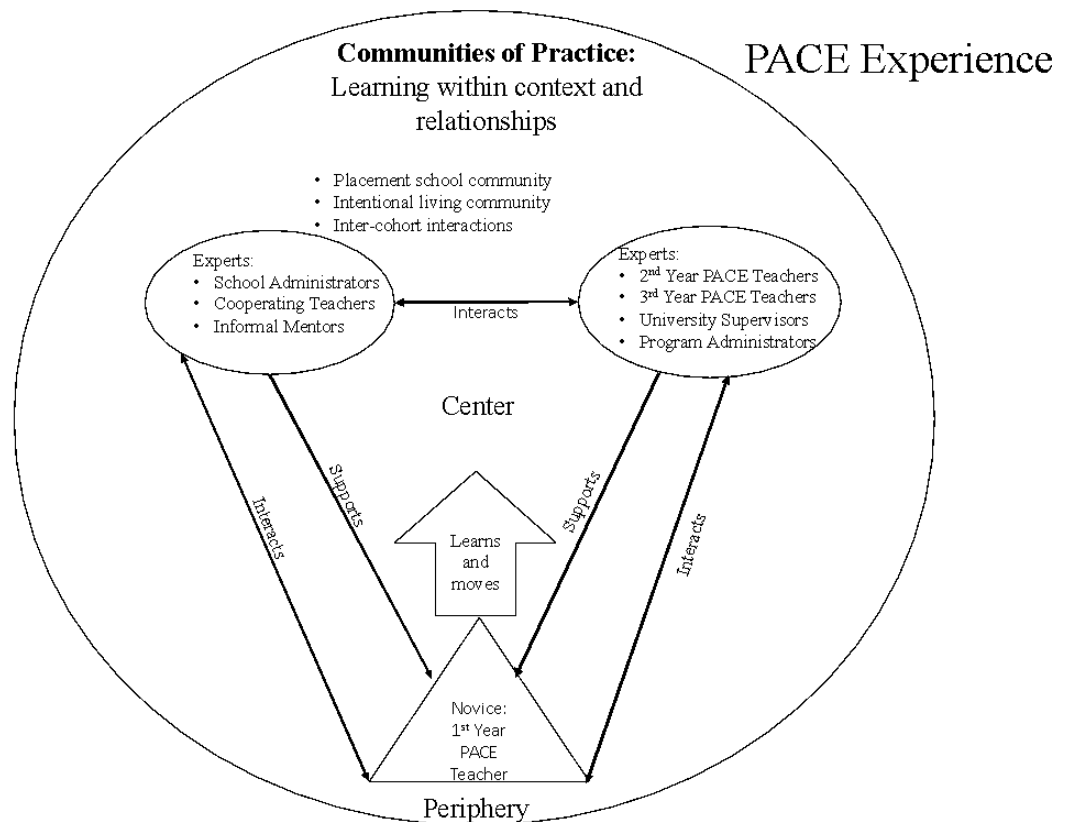 PACE Experience
Communities of Practice:
Learning within context and
relationships
• Placement school community
• Intentional living community
• Inter-cohort interactions
Experts:
• School Administrators
• Cooperating Teachers
• Informal Mentors
Interacts
Experts:
• 2nd Year PACE Teachers
• 3rd Year PACE Teachers
• University Supervisors
• Program Administrators
Center
Interacts
Supports
Supports
Interacts
Learns
and
moves
Novice:
1st Year
PACE
Teacher
Periphery